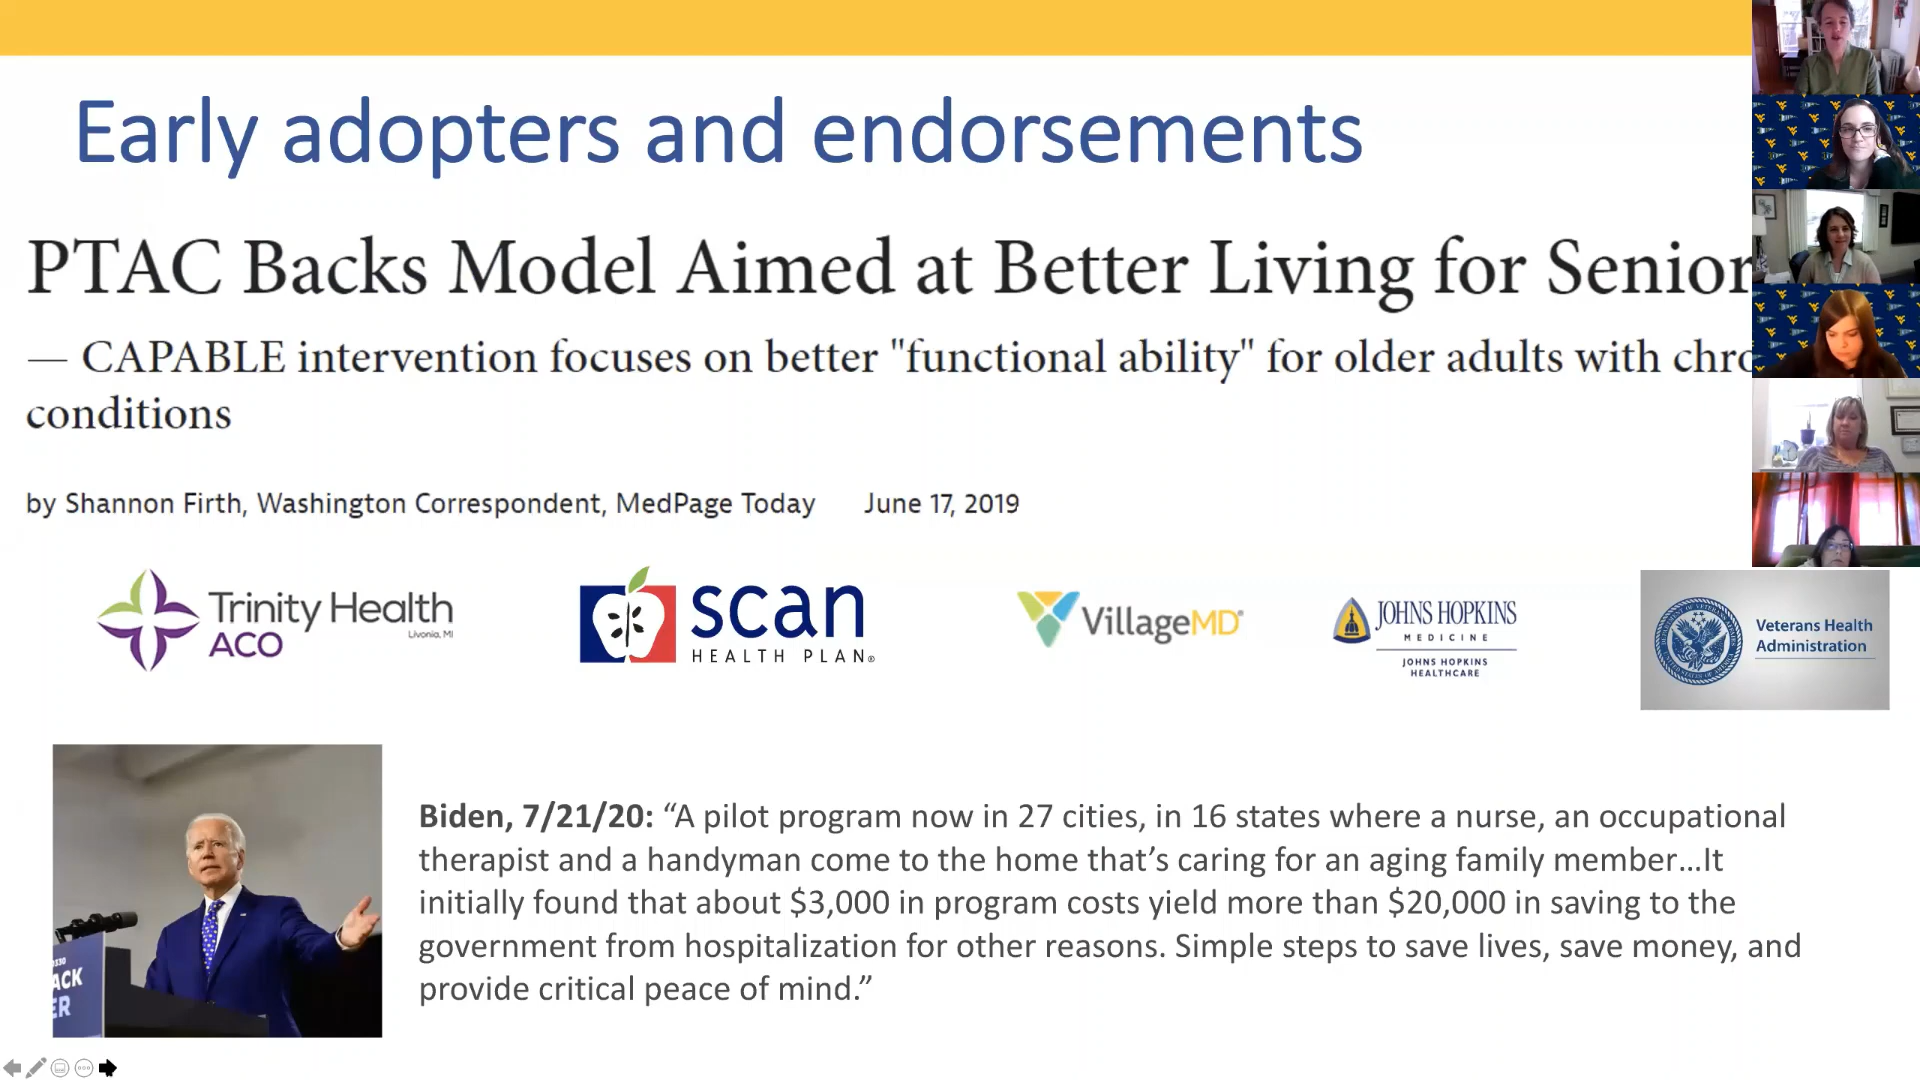 Early adopters and endorsements
PTAC Backs Model Aimed at Better Living for Senior
— CAPABLE intervention focuses on better "functional ability" for older adults with chro
conditions
by Shannon Firth, Washington Correspondent, MedPage Today June 17, 2019
Trinity Health
Livonia, MI
ACO
scan
HEALTH PLAN®
VillageMD®
JOHNS HOPKINS
MEDICINE
JOHNS HOPKINS
HEALTHCARE
Veterans Health
Administration
0330
ACK
ER
Biden, 7/21/20: “A pilot program now in 27 cities, in 16 states where a nurse, an occupational
therapist and a handyman come to the home that’s caring for an aging family member…It
initially found that about $3,000 in program costs yield more than $20,000 in saving to the
government from hospitalization for other reasons. Simple steps to save lives, save money, and
provide critical peace of mind.”